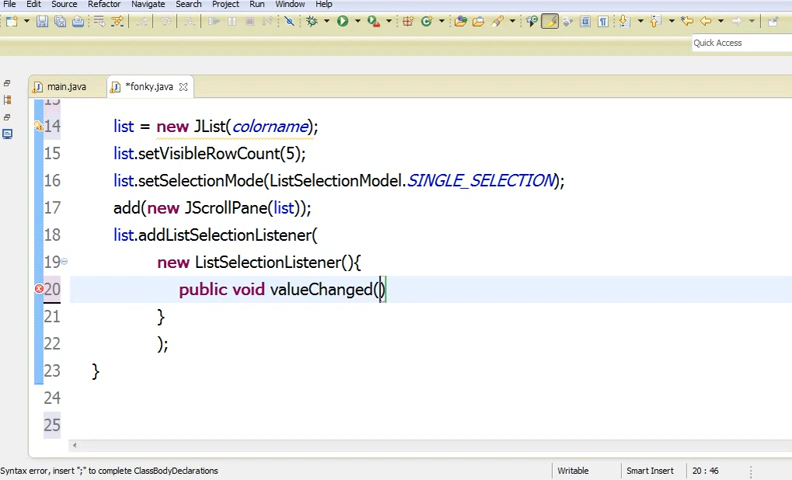 File Edit Source Refactor Navigate Search Project Run Window Help
Quick Access
main.java *fonky.java
13
14 list = new JList(colorname);
15 list.setVisibleRowCount(5);
16 list.setSelectionMode(ListSelectionModel.SINGLE_SELECTION);
17 add(new JScrollPane(list));
18 list.addListSelectionListener(
19 new ListSelectionListener(){
20 public void valueChanged()
21 }
22 );
23 }
24
25
Syntax error, insert ";" to complete ClassBodyDeclarations Writable Smart Insert 20 : 46